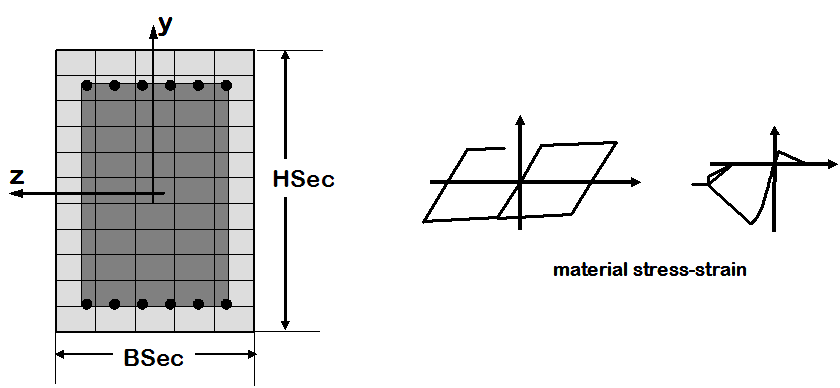 y
z
HSec
BSec
material stress-strain